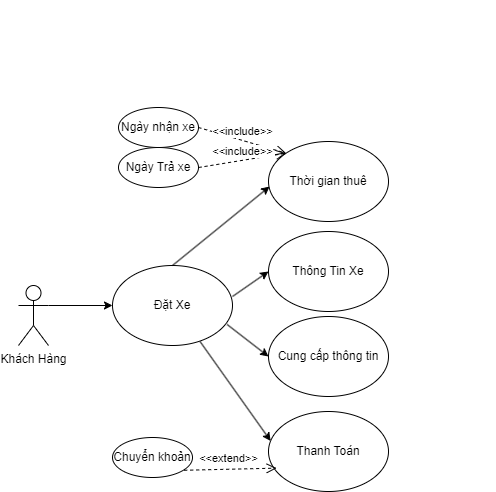 Ngày nhận xe
<<include>>
<<include>>
Ngày Trả xe
Thời gian thuê
Thông Tin Xe
Đặt Xe
Khách Hàng
Cung cấp thông tin
Thanh Toán
Chuyển khoản
<<extend>>